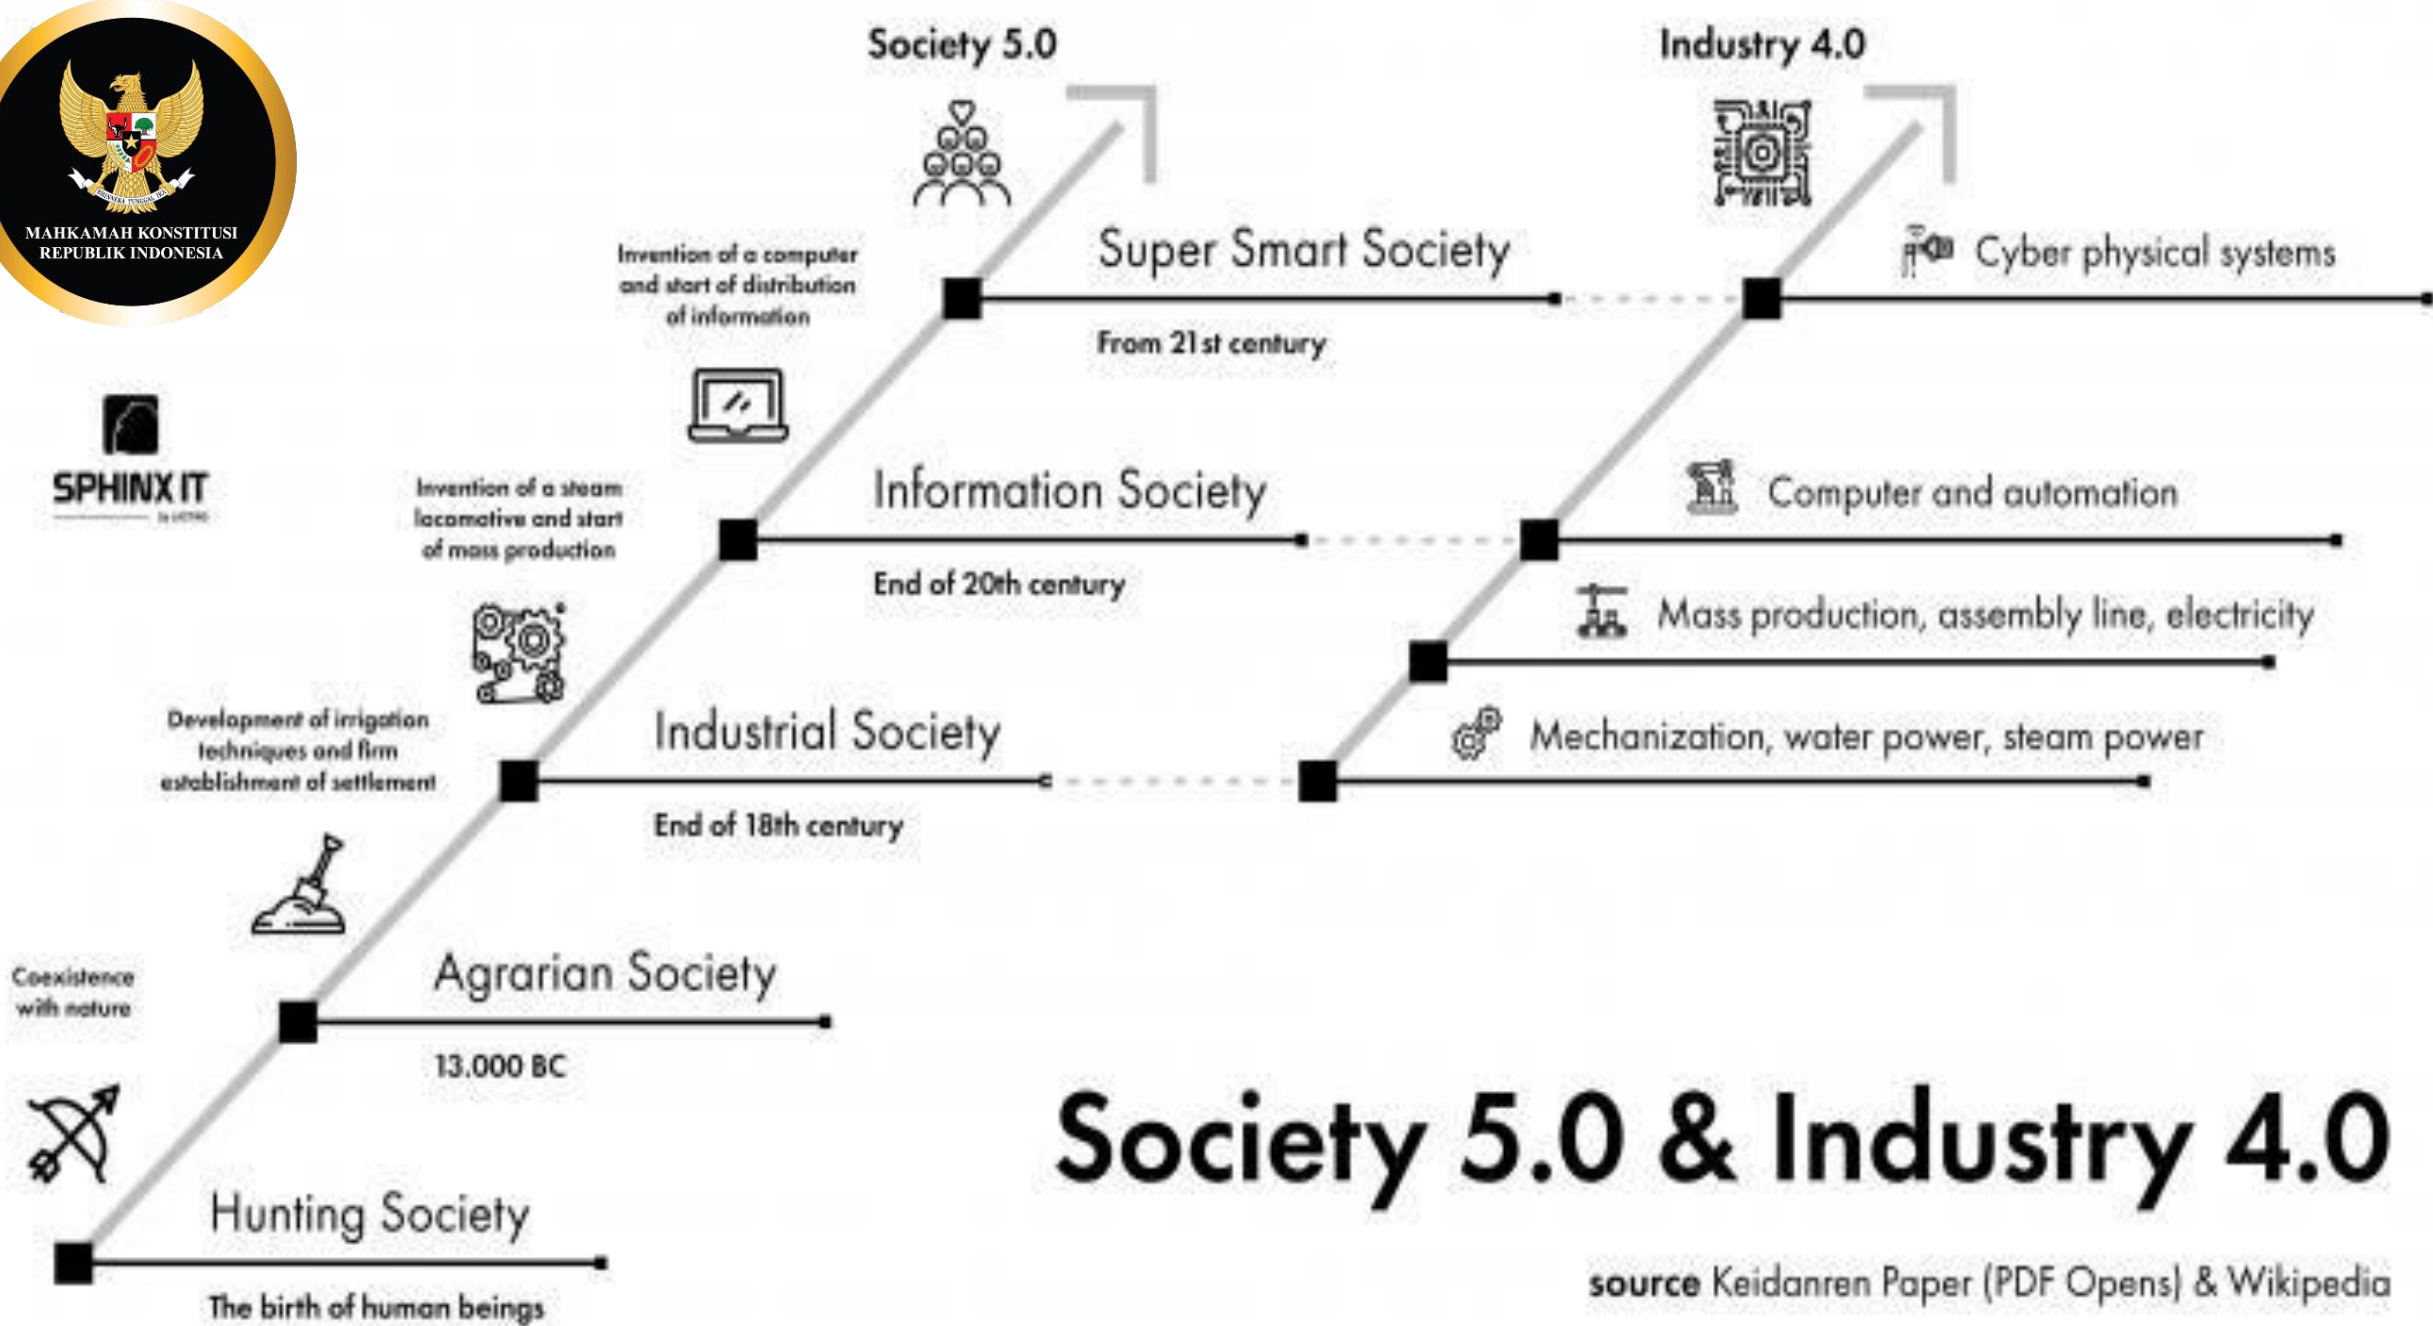 MAHKAMAH KONSTITUSI
REPUBLIK INDONESIA
SPHINX IT
Society 5.0
Super Smart Society
From 21st century
Invention of a computer
and start of distribution
of information
Information Society
End of 20th century
Invention of a steam
locomotive and start
of mass production
Industrial Society
End of 18th century
Development of irrigation
techniques and firm
establishment of settlement
Agrarian Society
13.000 BC
Coexistence
with nature
Hunting Society
The birth of human beings
Industry 4.0
Cyber physical systems
Computer and automation
Mass production, assembly line, electricity
Mechanization, water power, steam power
Society 5.0 & Industry 4.0
source Keidanren Paper (PDF Opens) & Wikipedia